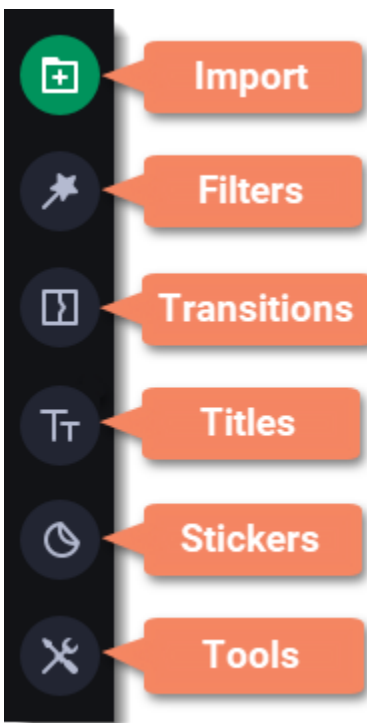 Import
Filters
Transitions
Titles
Stickers
Tools